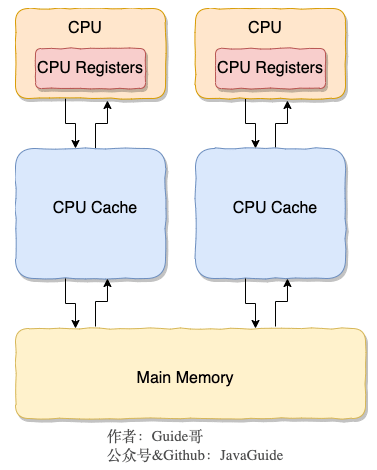 CPU
CPU
CPU Registers
CPU Registers
CPU Cache
CPU Cache
Main Memory
作者：Guide哥
公众号&Github：JavaGuide